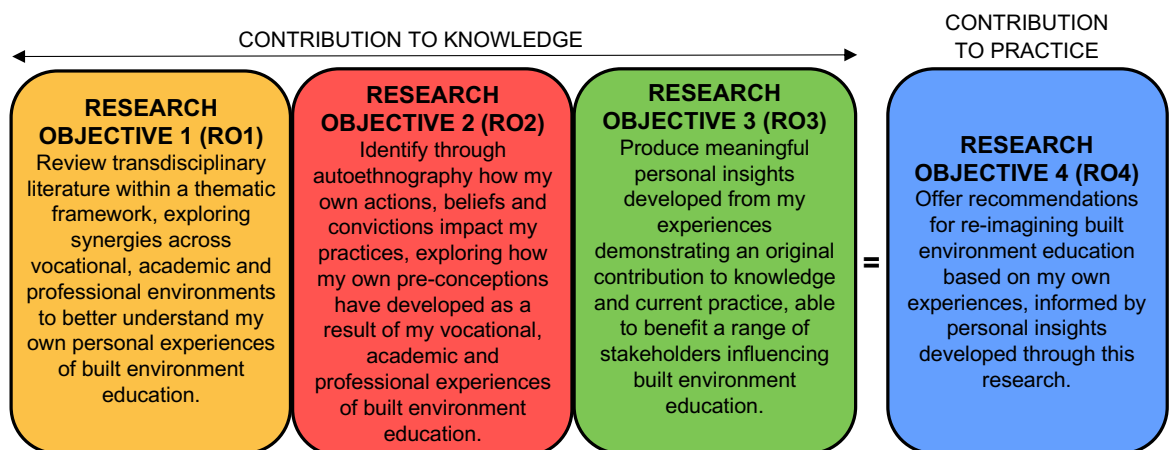 CONTRIBUTION TO KNOWLEDGE
CONTRIBUTION
TO PRACTICE
RESEARCH
OBJECTIVE 1 (RO1)
Review transdisciplinary
literature within a thematic
framework, exploring
synergies across
vocational, academic and
professional environments
to better understand my
own personal experiences
of built environment
education.
RESEARCH
OBJECTIVE 2 (RO2)
Identify through
autoethnography how my
own actions, beliefs and
convictions impact my
practices, exploring how
my own pre-conceptions
have developed as a
result of my vocational,
academic and
professional experiences
of built environment
education.
RESEARCH
OBJECTIVE 3 (RO3)
Produce meaningful
personal insights
developed from my
experiences
demonstrating an original
contribution to knowledge
and current practice, able
to benefit a range of
stakeholders influencing
built environment
education.
=
RESEARCH
OBJECTIVE 4 (RO4)
Offer recommendations
for re-imagining built
environment education
based on my own
experiences, informed by
personal insights
developed through this
research.